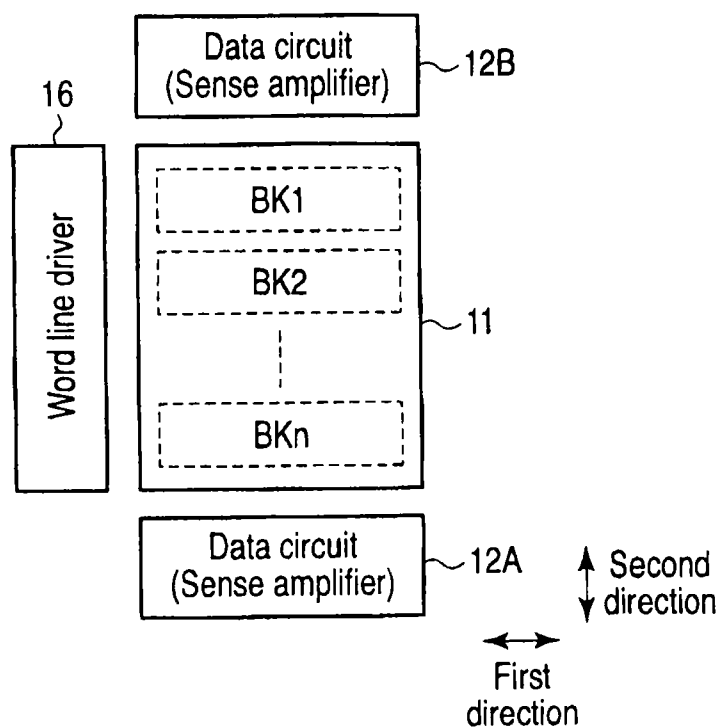 Data circuit
(Sense amplifier)
12B
16
Word line driver
BK1
BK2
11
BKn
Data circuit
(Sense amplifier)
12A
Second
direction
First
direction